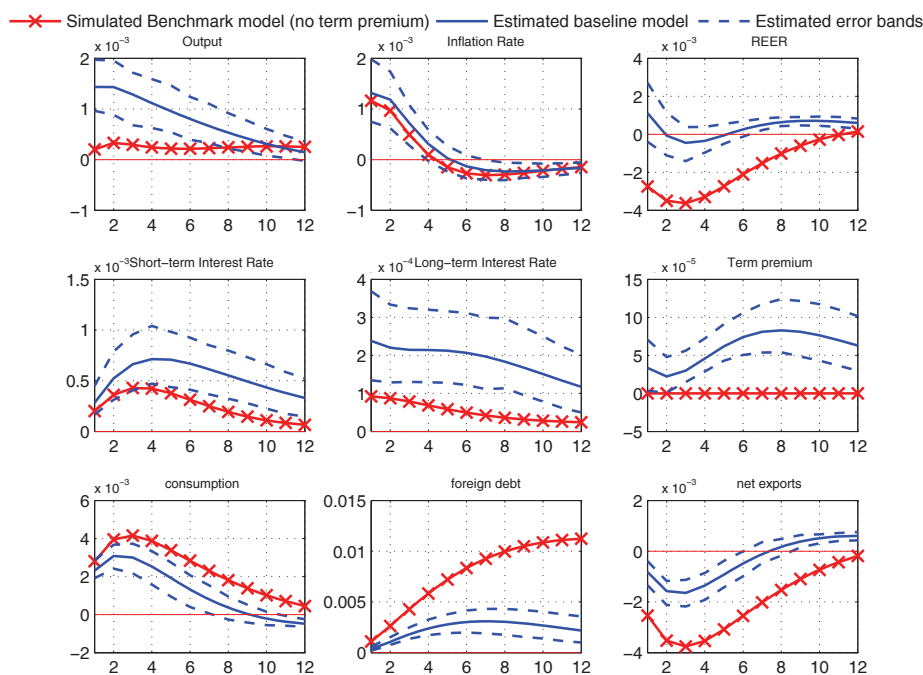 Simulated Benchmark model (no term premium) Estimated baseline model Estimated error bands
x 10⁻³ Output
2
1
0
−1
2 4 6 8 10 12
x 10⁻³ Inflation Rate
2
1
0
−1
2 4 6 8 10 12
x 10⁻³ REER
4
2
0
−2
−4
2 4 6 8 10 12
x 10⁻³ Short−term Interest Rate
1.5
1
0.5
0
2 4 6 8 10 12
x 10⁻⁴ Long−term Interest Rate
4
3
2
1
0
2 4 6 8 10 12
x 10⁻⁵ Term premium
15
10
5
0
−5
2 4 6 8 10 12
x 10⁻³ consumption
6
4
2
0
−2
2 4 6 8 10 12
foreign debt
0.015
0.01
0.005
0
2 4 6 8 10 12
x 10⁻³ net exports
2
0
−2
−4
2 4 6 8 10 12